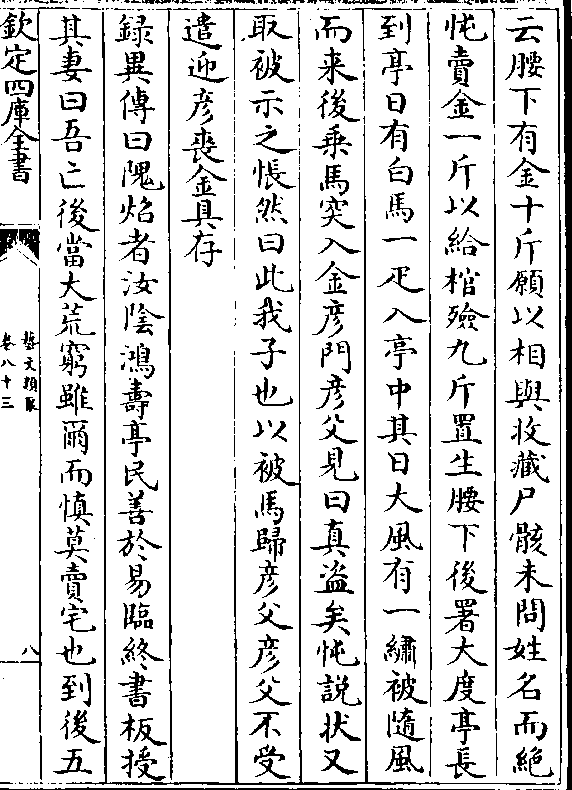 云腰下有金十斤願以相與收藏尸骸未問姓名而絶
忳賣金一斤以給棺殮九斤置生腰下後署大度亭長
到亭日有白馬一疋入亭中其日大風有一繡被隨風
而来後乗馬突入金彦門彦父見曰真盜矣忳説狀又
取被示之悵然曰此我子也以被馬歸彦父彦父不受
遣迎彦喪金具存
録異傳曰隗炤者汝隂鴻壽亭民善於易臨終書板授
其妻曰吾亡後當大荒窮雖爾而慎莫賣宅也到後五
欽定四庫全書
藝文類聚
卷八十三
八